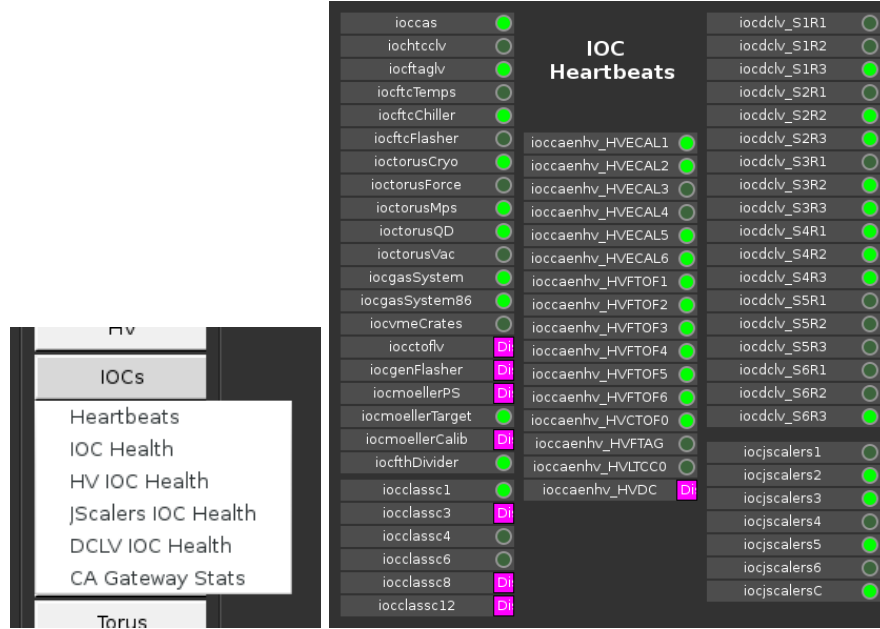 HV
IOCs
Heartbeats
IOC Health
HV IOC Health
JScalers IOC Health
DCLV IOC Health
CA Gateway Stats
Torus
ioccas
iochtcclv
iocftaglv
iocftcTemps
iocftcChiller
iocftcFlasher
ioctorusCryo
ioctorusForce
ioctorusMps
ioctorusQD
ioctorusVac
iocgasSystem
iocgasSystem86
iocvmeCrates
iocctoflv Di
iocgenFlasher Di
iocmoellerPS Di
iocmoellerTarget
iocmoellerCalib Di
iocfthDivider
iocclassc1
iocclassc3 Di
iocclassc4
iocclassc6
iocclassc8 Di
iocclassc12 Di
IOC
Heartbeats
ioccaenhv_HVECAL1
ioccaenhv_HVECAL2
ioccaenhv_HVECAL3
ioccaenhv_HVECAL4
ioccaenhv_HVECAL5
ioccaenhv_HVECAL6
ioccaenhv_HVFTOF1
ioccaenhv_HVFTOF2
ioccaenhv_HVFTOF3
ioccaenhv_HVFTOF4
ioccaenhv_HVFTOF5
ioccaenhv_HVFTOF6
ioccaenhv_HVCTOF0
ioccaenhv_HVFTAG
ioccaenhv_HVLTCC0
ioccaenhv_HVDC Di
iocdclv_S1R1
iocdclv_S1R2
iocdclv_S1R3
iocdclv_S2R1
iocdclv_S2R2
iocdclv_S2R3
iocdclv_S3R1
iocdclv_S3R2
iocdclv_S3R3
iocdclv_S4R1
iocdclv_S4R2
iocdclv_S4R3
iocdclv_S5R1
iocdclv_S5R2
iocdclv_S5R3
iocdclv_S6R1
iocdclv_S6R2
iocdclv_S6R3
iocjscalers1
iocjscalers2
iocjscalers3
iocjscalers4
iocjscalers5
iocjscalers6
iocjscalersC